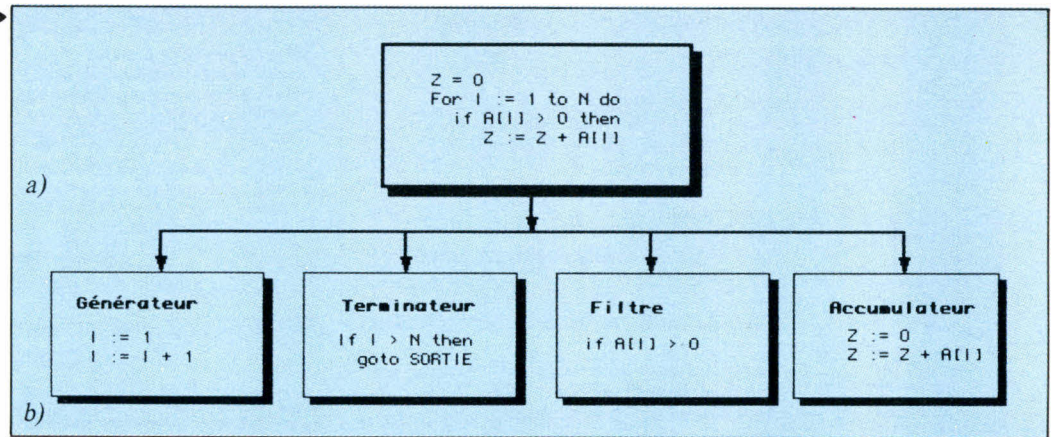 Z = 0
For I := 1 to N do
if A[I] > 0 then
Z := Z + A[I]
a)
Générateur
I := 1
I := I + 1
Terminateur
If I > N then
goto SORTIE
Filtre
if A[I] > 0
Accumulateur
Z := 0
Z := Z + A[I]
b)